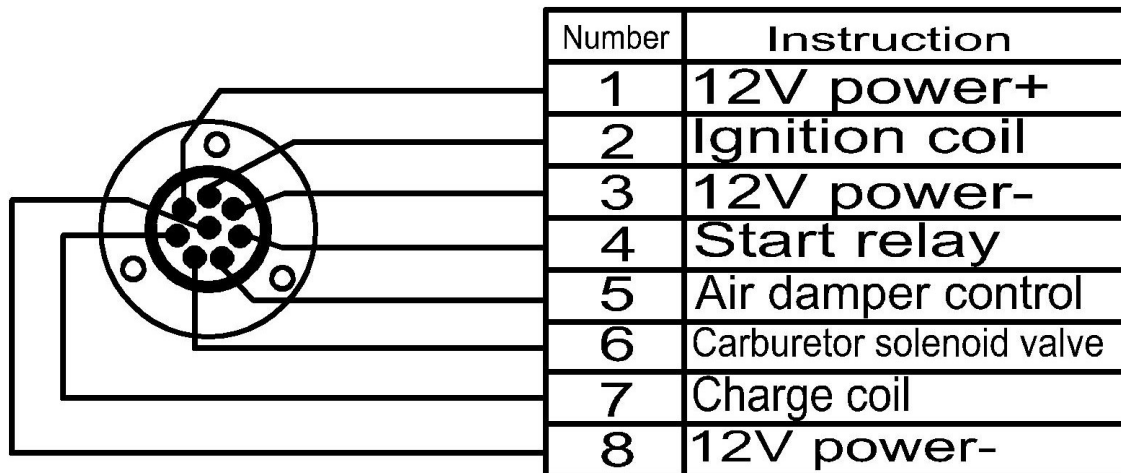 Number Instruction
1 12V power+
2 Ignition coil
3 12V power-
4 Start relay
5 Air damper control
6 Carburetor solenoid valve
7 Charge coil
8 12V power-